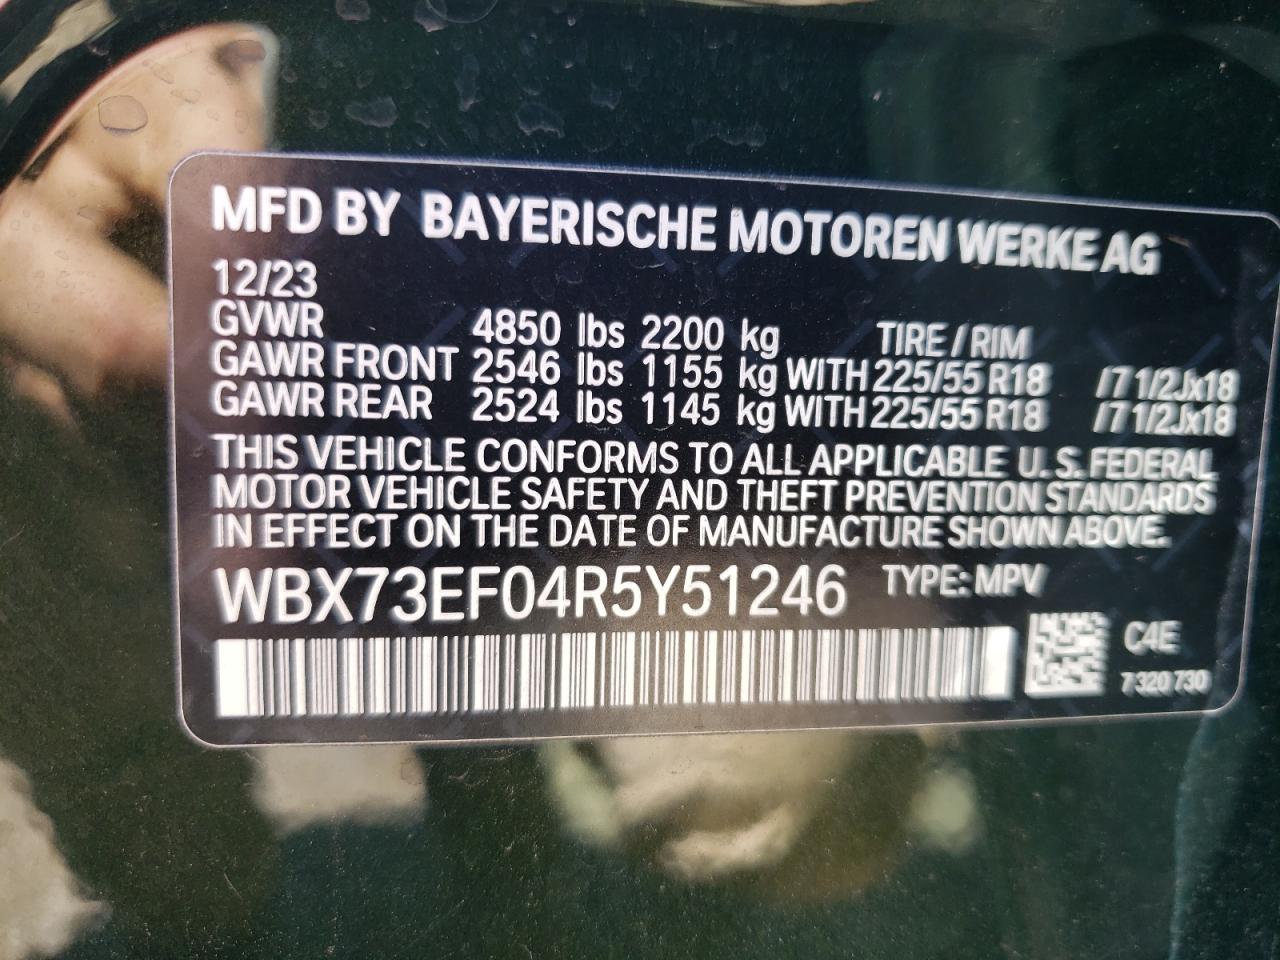 MFD BY BAYERISCHE MOTOREN WERKE AG
12/23
GVWR 4850 lbs 2200 kg TIRE / RIM
GAWR FRONT 2546 lbs 1155 kg WITH 225/55 R18 /7 1/2Jx18
GAWR REAR 2524 lbs 1145 kg WITH 225/55 R18 /7 1/2Jx18
THIS VEHICLE CONFORMS TO ALL APPLICABLE U.S. FEDERAL
MOTOR VEHICLE SAFETY AND THEFT PREVENTION STANDARDS
IN EFFECT ON THE DATE OF MANUFACTURE SHOWN ABOVE.
WBX73EF04R5Y51246 TYPE: MPV
C4E
7 320 730